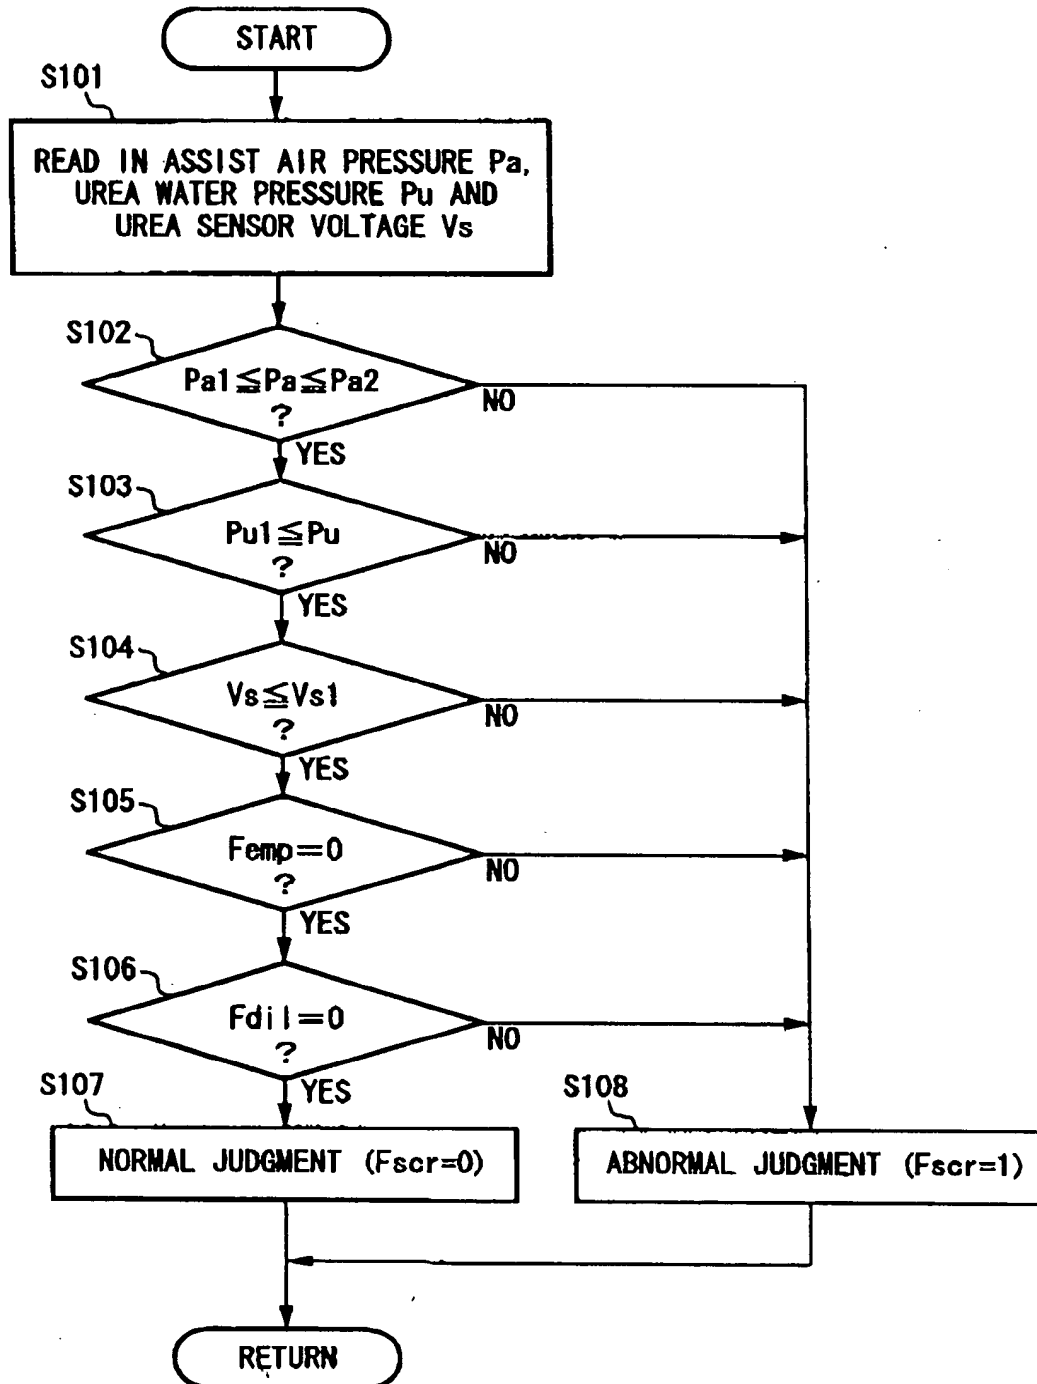 START
S101
READ IN ASSIST AIR PRESSURE Pa,
UREA WATER PRESSURE Pu AND
UREA SENSOR VOLTAGE Vs
S102
Pa1≦Pa≦Pa2
?
NO
YES
S103
Pu1≦Pu
?
NO
YES
S104
Vs≦Vs1
?
NO
YES
S105
Femp=0
?
NO
YES
S106
Fdil=0
?
NO
YES
S107
NORMAL JUDGMENT (Fscr=0)
S108
ABNORMAL JUDGMENT (Fscr=1)
RETURN